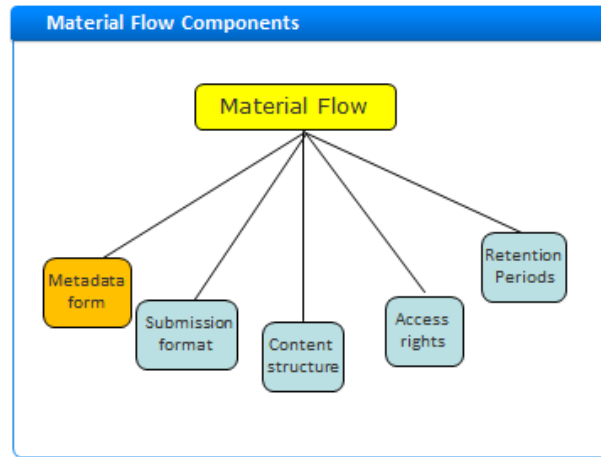 Material Flow Components
Material Flow
Metadata
form
Submission
format
Content
structure
Access
rights
Retention
Periods